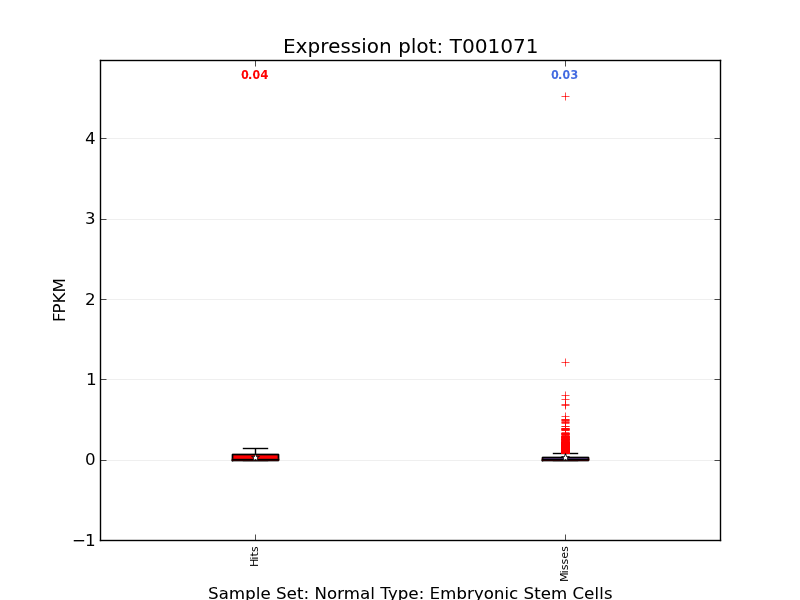 Expression plot: T001071
0.04
0.03
4
3
2
1
0
−1
FPKM
Hits
Misses
Sample Set: Normal Type: Embryonic Stem Cells